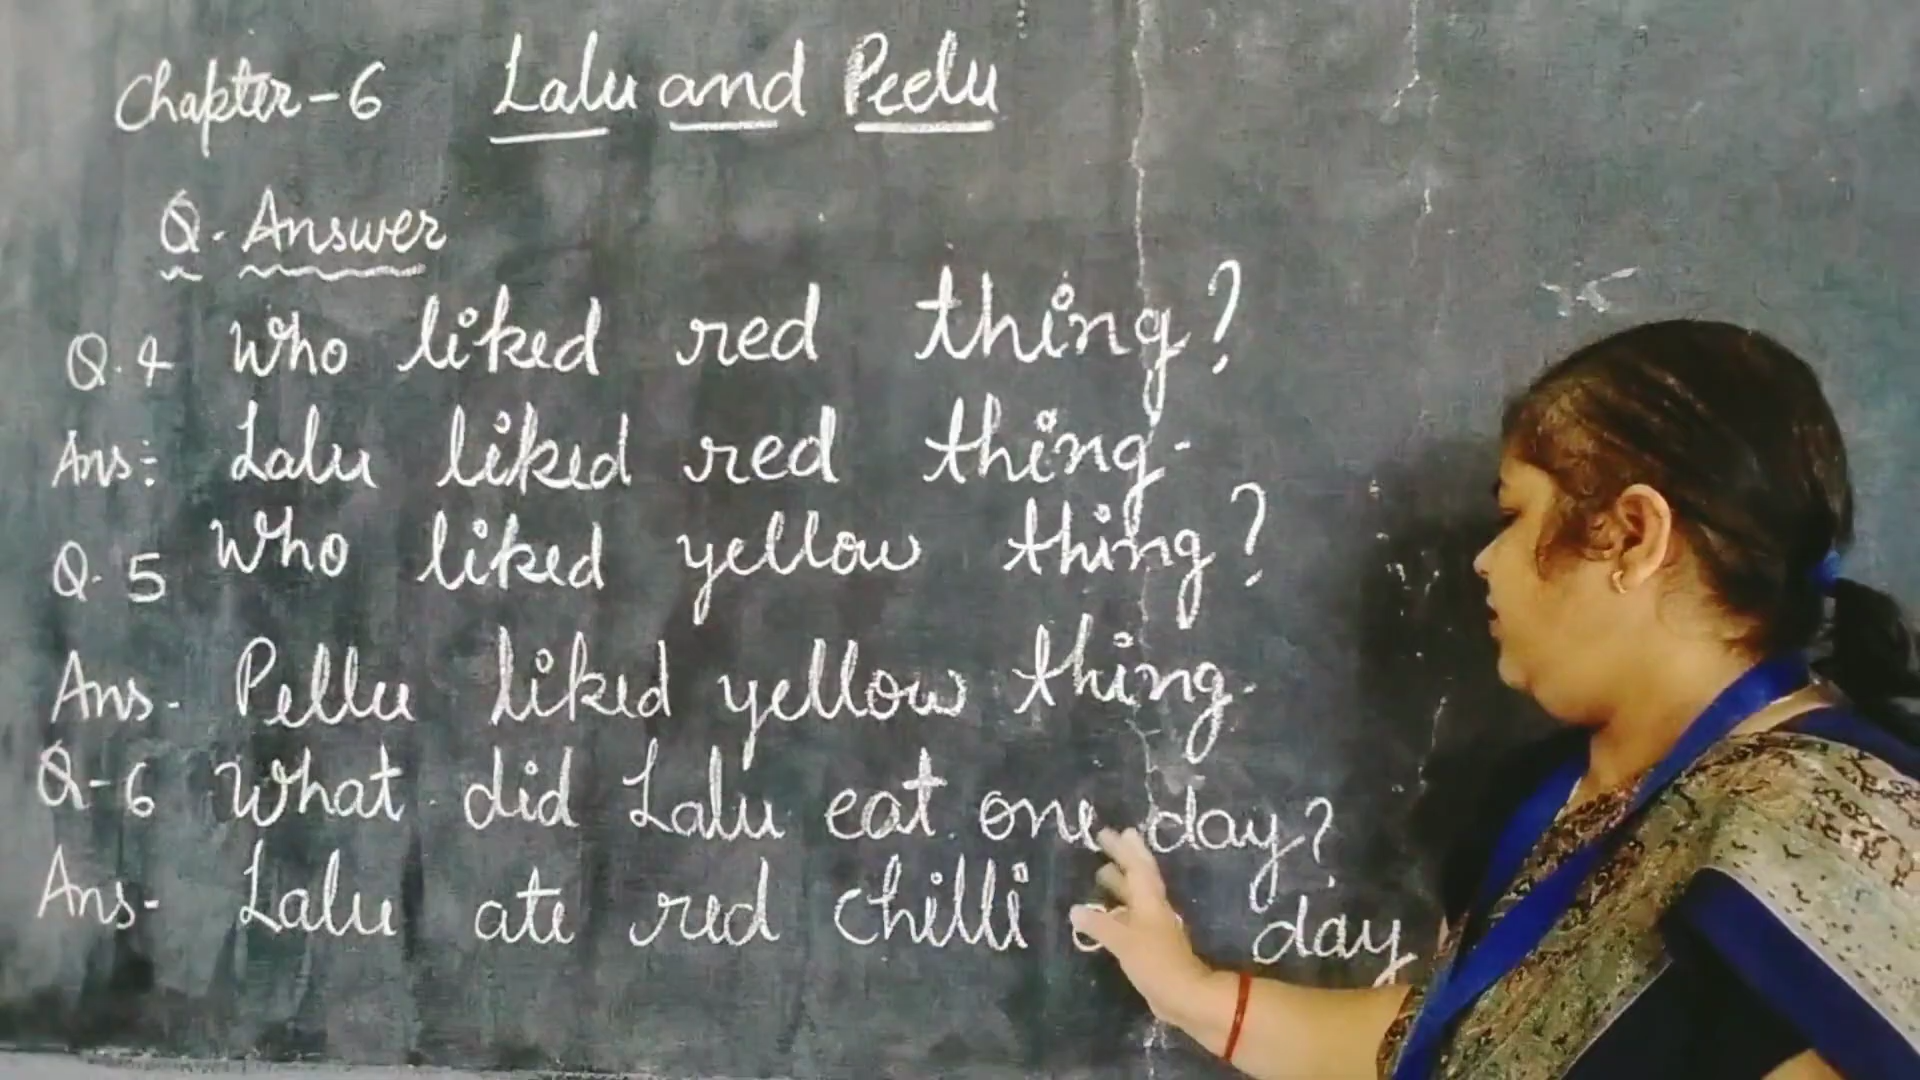 Chapter-6 Lalu and Peelu
Q. Answer
Q.4 Who liked red thing?
Ans:- Lalu liked red thing.
Q.5 Who liked yellow thing?
Ans- Pellu liked yellow thing.
Q-6 What did Lalu eat one day?
Ans- Lalu ate red chilli day